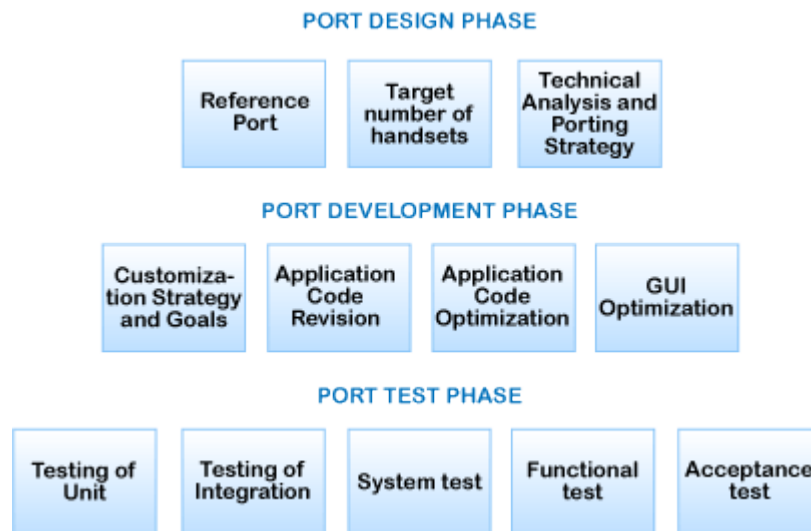 PORT DESIGN PHASE
Reference
Port
Target
number of
handsets
Technical
Analysis and
Porting
Strategy
PORT DEVELOPMENT PHASE
Customiza-
tion Strategy
and Goals
Application
Code
Revision
Application
Code
Optimization
GUI
Optimization
PORT TEST PHASE
Testing of
Unit
Testing of
Integration
System test
Functional
test
Acceptance
test